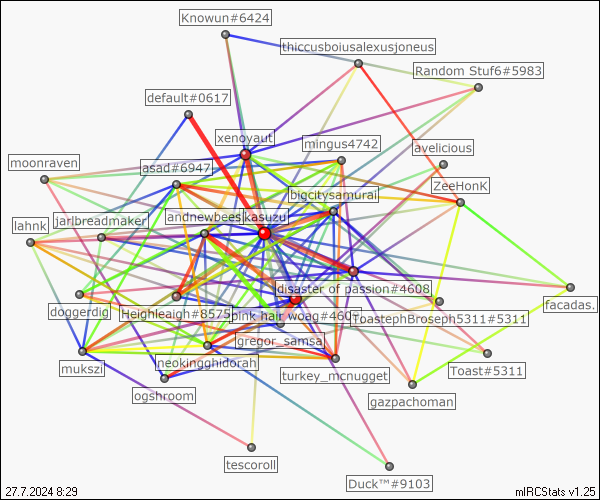 Knowun#6424
thiccusboiusalexusjoneus
Random Stuf6#5983
default#0617
xenoyaut
mingus4742
avelicious
moonraven
asad#6947
ZeeHonK
bigcitysamurai
lahnk
jarlbreadmaker
andnewbees
kasuzu
disaster of passion#4608
doggerdig
Heighleaigh#8575
pink hair woag#460
ToastephBroseph5311#5311
facadas.
gregor_samsa
mukszi
neokingghidorah
turkey_mcnugget
Toast#5311
ogshroom
gazpachoman
tescoroll
Duck™#9103
27.7.2024 8:29
mIRCStats v1.25